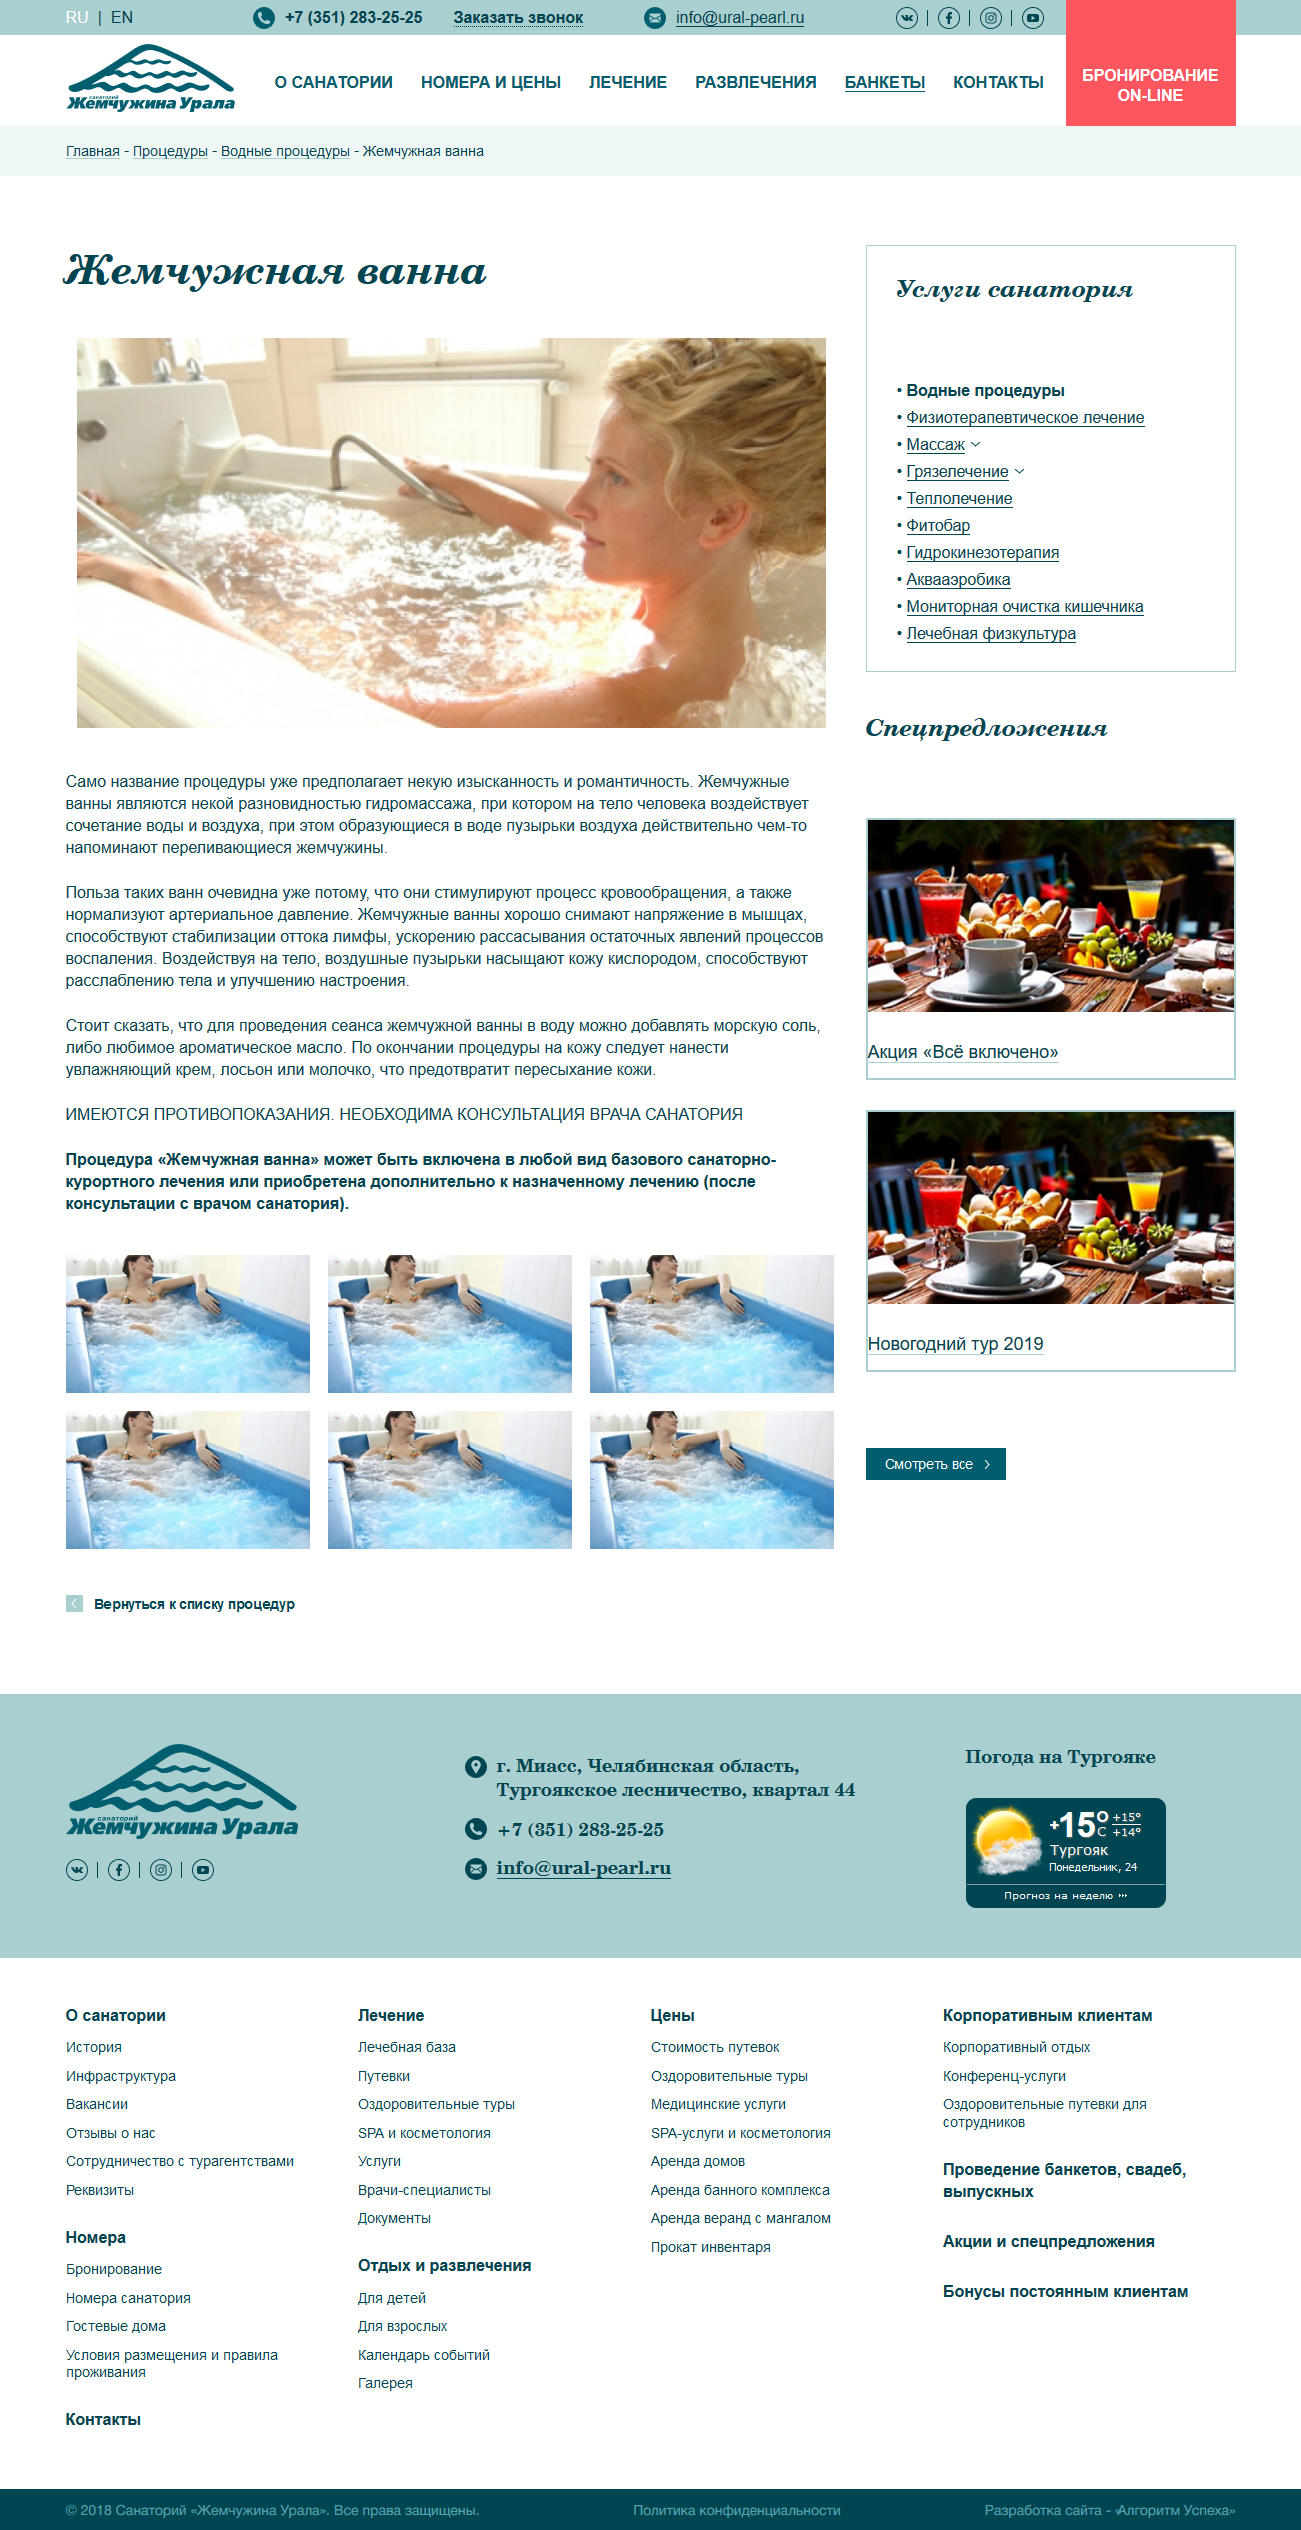 RU | EN
+7 (351) 283-25-25
Заказать звонок
info@ural-pearl.ru
санаторий
Жемчужина Урала
О САНАТОРИИ
НОМЕРА И ЦЕНЫ
ЛЕЧЕНИЕ
РАЗВЛЕЧЕНИЯ
БАНКЕТЫ
КОНТАКТЫ
БРОНИРОВАНИЕ
ON-LINE
Главная - Процедуры - Водные процедуры - Жемчужная ванна
Жемчужная ванна
Само название процедуры уже предполагает некую изысканность и романтичность. Жемчужные
ванны являются некой разновидностью гидромассажа, при котором на тело человека воздействует
сочетание воды и воздуха, при этом образующиеся в воде пузырьки воздуха действительно чем-то
напоминают переливающиеся жемчужины.
Польза таких ванн очевидна уже потому, что они стимулируют процесс кровообращения, а также
нормализуют артериальное давление. Жемчужные ванны хорошо снимают напряжение в мышцах,
способствуют стабилизации оттока лимфы, ускорению рассасывания остаточных явлений процессов
воспаления. Воздействуя на тело, воздушные пузырьки насыщают кожу кислородом, способствуют
расслаблению тела и улучшению настроения.
Стоит сказать, что для проведения сеанса жемчужной ванны в воду можно добавлять морскую соль,
либо любимое ароматическое масло. По окончании процедуры на кожу следует нанести
увлажняющий крем, лосьон или молочко, что предотвратит пересыхание кожи.
ИМЕЮТСЯ ПРОТИВОПОКАЗАНИЯ. НЕОБХОДИМА КОНСУЛЬТАЦИЯ ВРАЧА САНАТОРИЯ
Процедура «Жемчужная ванна» может быть включена в любой вид базового санаторно-
курортного лечения или приобретена дополнительно к назначенному лечению (после
консультации с врачом санатория).
Вернуться к списку процедур
Услуги санатория
• Водные процедуры
• Физиотерапевтическое лечение
• Массаж
• Грязелечение
• Теплолечение
• Фитобар
• Гидрокинезотерапия
• Аквааэробика
• Мониторная очистка кишечника
• Лечебная физкультура
Спецпредложения
Акция «Всё включено»
Новогодний тур 2019
Смотреть все
санаторий
Жемчужина Урала
г. Миасс, Челябинская область,
Тургоякское лесничество, квартал 44
+7 (351) 283-25-25
info@ural-pearl.ru
Погода на Тургояке
+15°C
+15°
+14°
Тургояк
Понедельник, 24
Прогноз на неделю
О санатории
История
Инфраструктура
Вакансии
Отзывы о нас
Сотрудничество с турагентствами
Реквизиты
Номера
Бронирование
Номера санатория
Гостевые дома
Условия размещения и правила
проживания
Контакты
Лечение
Лечебная база
Путевки
Оздоровительные туры
SPA и косметология
Услуги
Врачи-специалисты
Документы
Отдых и развлечения
Для детей
Для взрослых
Календарь событий
Галерея
Цены
Стоимость путевок
Оздоровительные туры
Медицинские услуги
SPA-услуги и косметология
Аренда домов
Аренда банного комплекса
Аренда веранд с мангалом
Прокат инвентаря
Корпоративным клиентам
Корпоративный отдых
Конференц-услуги
Оздоровительные путевки для
сотрудников
Проведение банкетов, свадеб,
выпускных
Акции и спецпредложения
Бонусы постоянным клиентам
© 2018 Санаторий «Жемчужина Урала». Все права защищены.
Политика конфиденциальности
Разработка сайта - «Алгоритм Успеха»